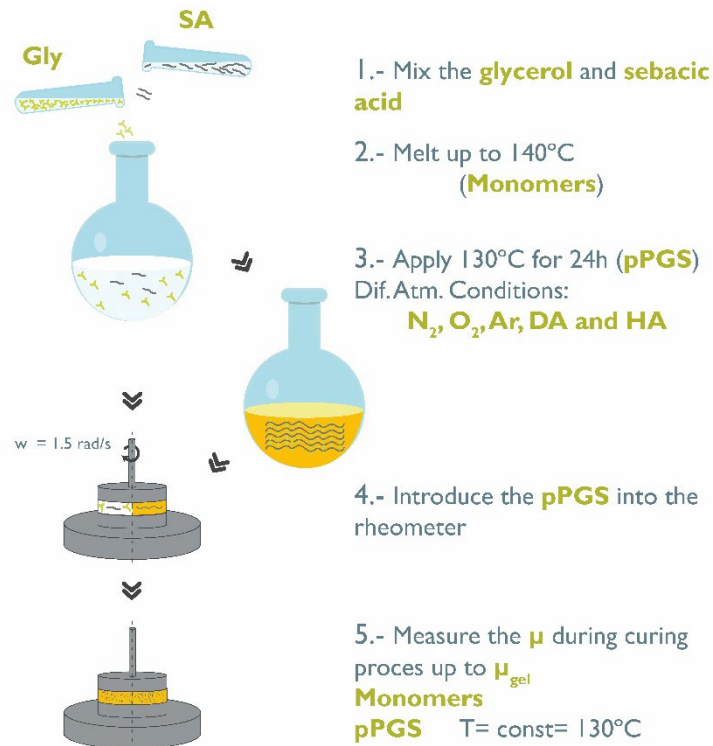 SA
Gly
1.- Mix the glycerol and sebacic
acid
2.- Melt up to 140ºC
(Monomers)
3.- Apply 130ºC for 24h (pPGS)
Dif. Atm. Conditions:
N₂, O₂, Ar, DA and HA
w = 1.5 rad/s
4.- Introduce the pPGS into the
rheometer
5.- Measure the μ during curing
proces up to μgel
Monomers
pPGS T= const= 130ºC